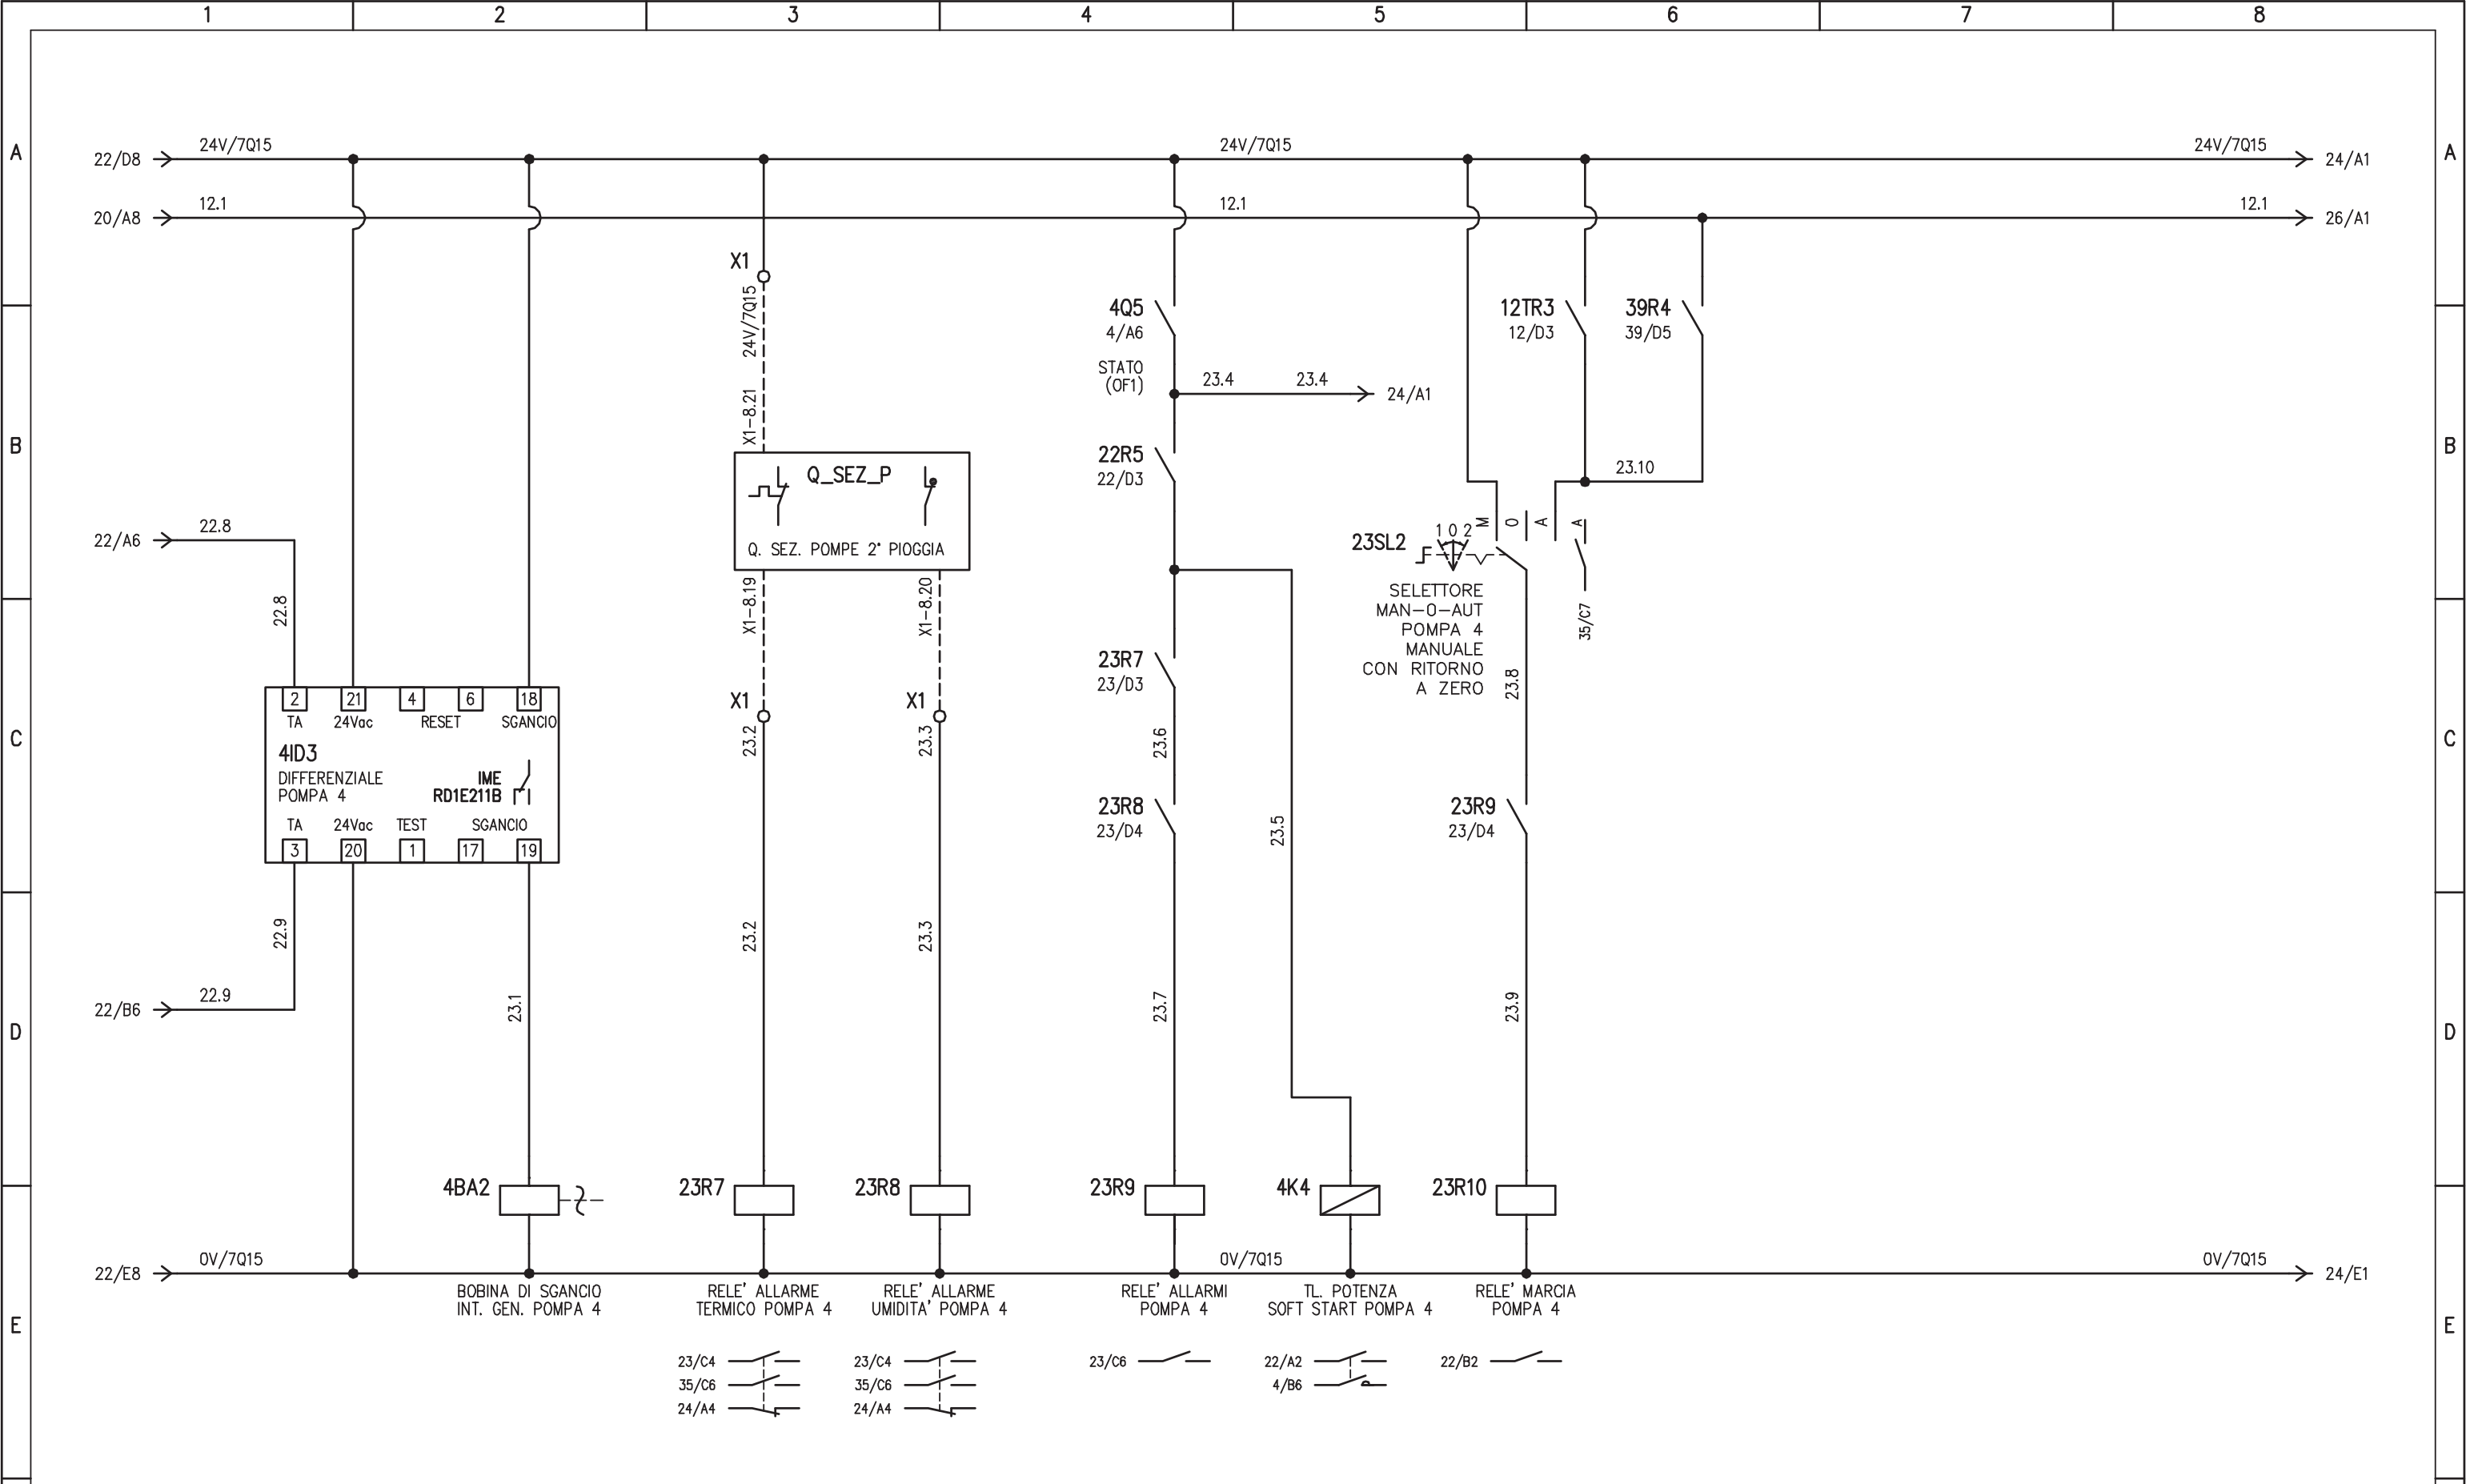 1 2 3 4 5 6 7 8
A A
22/D8 24V/7Q15 24V/7Q15 24V/7Q15 24/A1
20/A8 12.1 12.1 12.1 26/A1
X1
24V/7Q15
X1-8.21
4Q5
4/A6
STATO
(OF1)
23.4 23.4 24/A1
12TR3
12/D3
39R4
39/D5
B B
22R5
22/D3
23.10
Q_SEZ_P
Q. SEZ. POMPE 2° PIOGGIA
22/A6 22.8
22.8
X1-8.19
X1-8.20
23SL2
1 0 2
M O A A
SELETTORE
MAN-O-AUT
POMPA 4
MANUALE
CON RITORNO
A ZERO
35/C7
23.8
23R7
23/D3
23.6
X1 X1
23.2
23.3
C C
2 21 4 6 18
TA 24Vac RESET SGANCIO
4ID3
DIFFERENZIALE
POMPA 4
IME
RD1E211B
TA 24Vac TEST SGANCIO
3 20 1 17 19
23R8
23/D4
23.5
23R9
23/D4
22.9
22/B6 22.9
23.1
23.2
23.3
23.7
23.9
D D
4BA2 23R7 23R8 23R9 4K4 23R10
22/E8 0V/7Q15 0V/7Q15 0V/7Q15 24/E1
BOBINA DI SGANCIO
INT. GEN. POMPA 4
RELE' ALLARME
TERMICO POMPA 4
RELE' ALLARME
UMIDITA' POMPA 4
RELE' ALLARMI
POMPA 4
TL. POTENZA
SOFT START POMPA 4
RELE' MARCIA
POMPA 4
E E
23/C4
35/C6
24/A4
23/C4
35/C6
24/A4
23/C6
22/A2
4/B6
22/B2